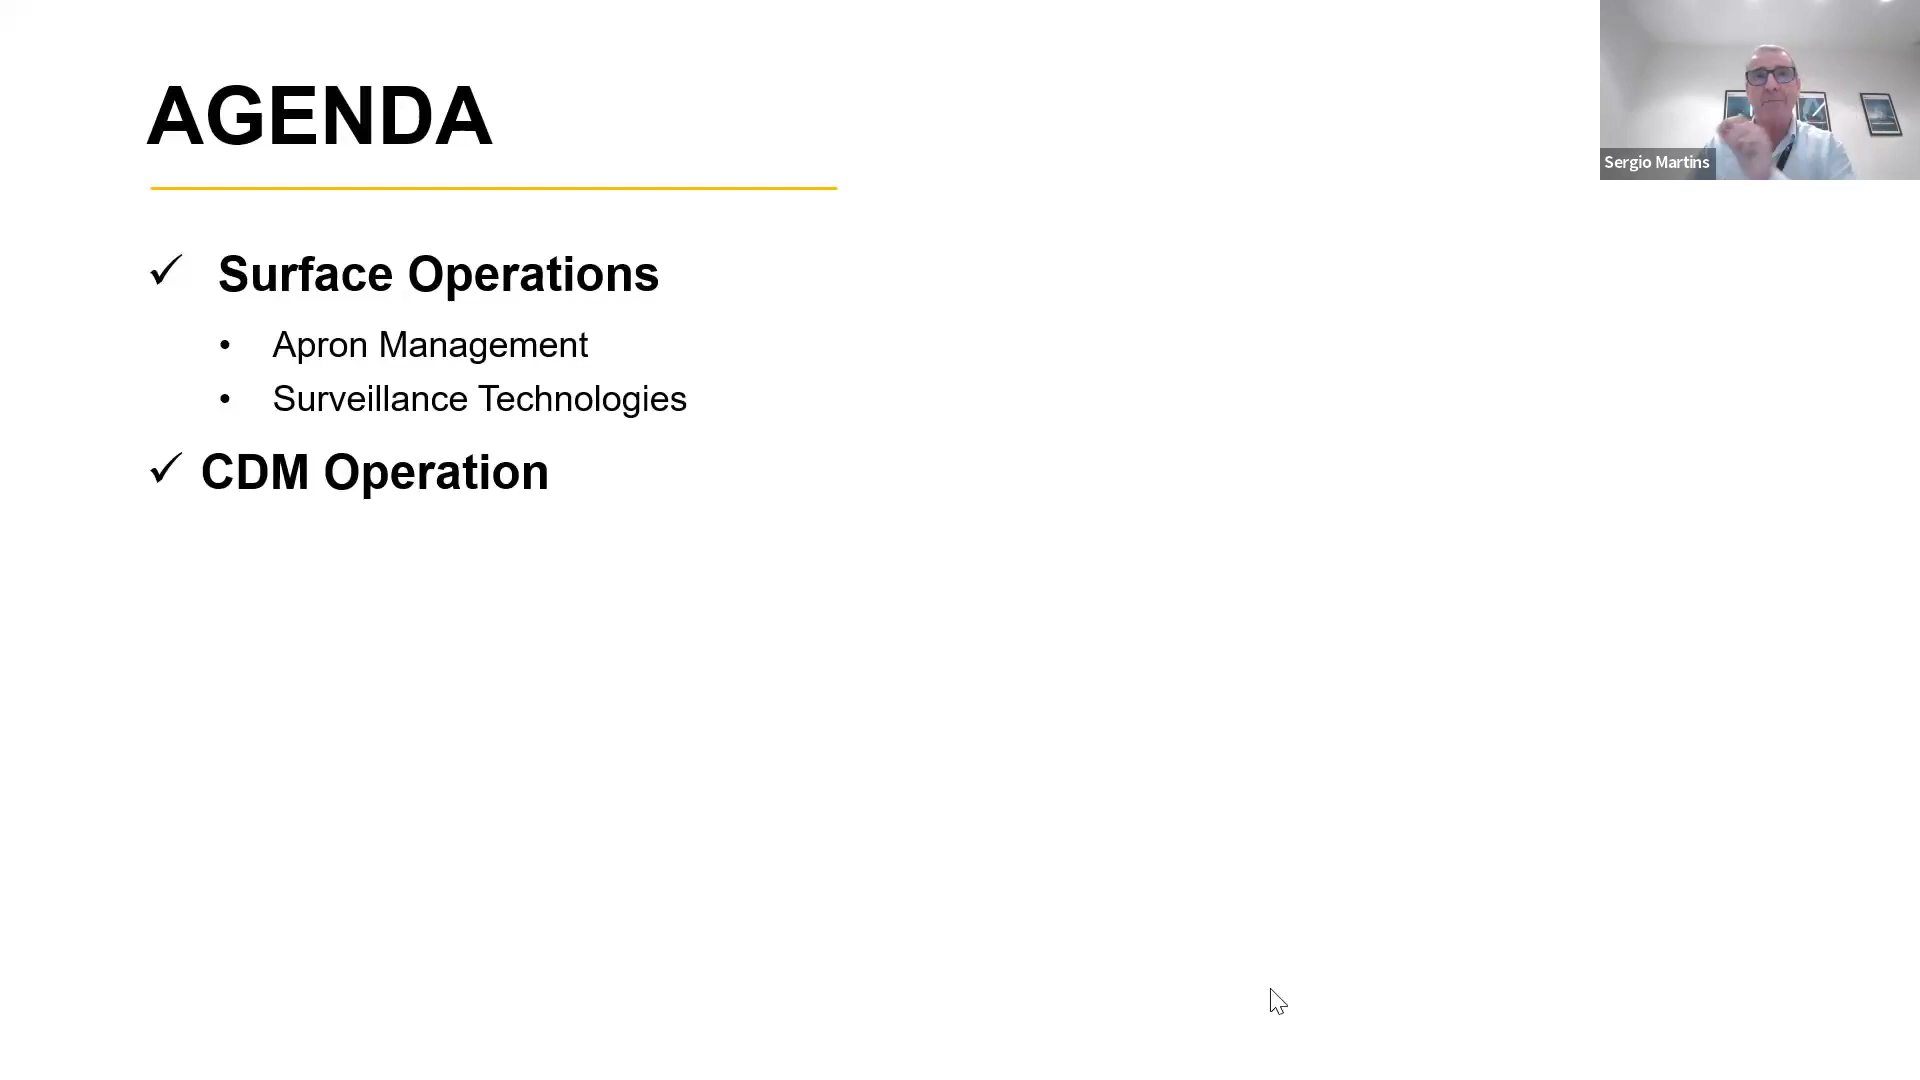 AGENDA
Sergio Martins
✓ Surface Operations
• Apron Management
• Surveillance Technologies
✓ CDM Operation